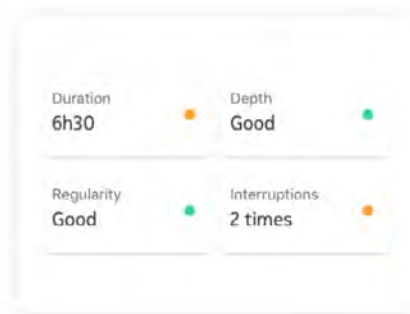 Duration
6h30
Depth
Good
Regularity
Good
Interruptions
2 times